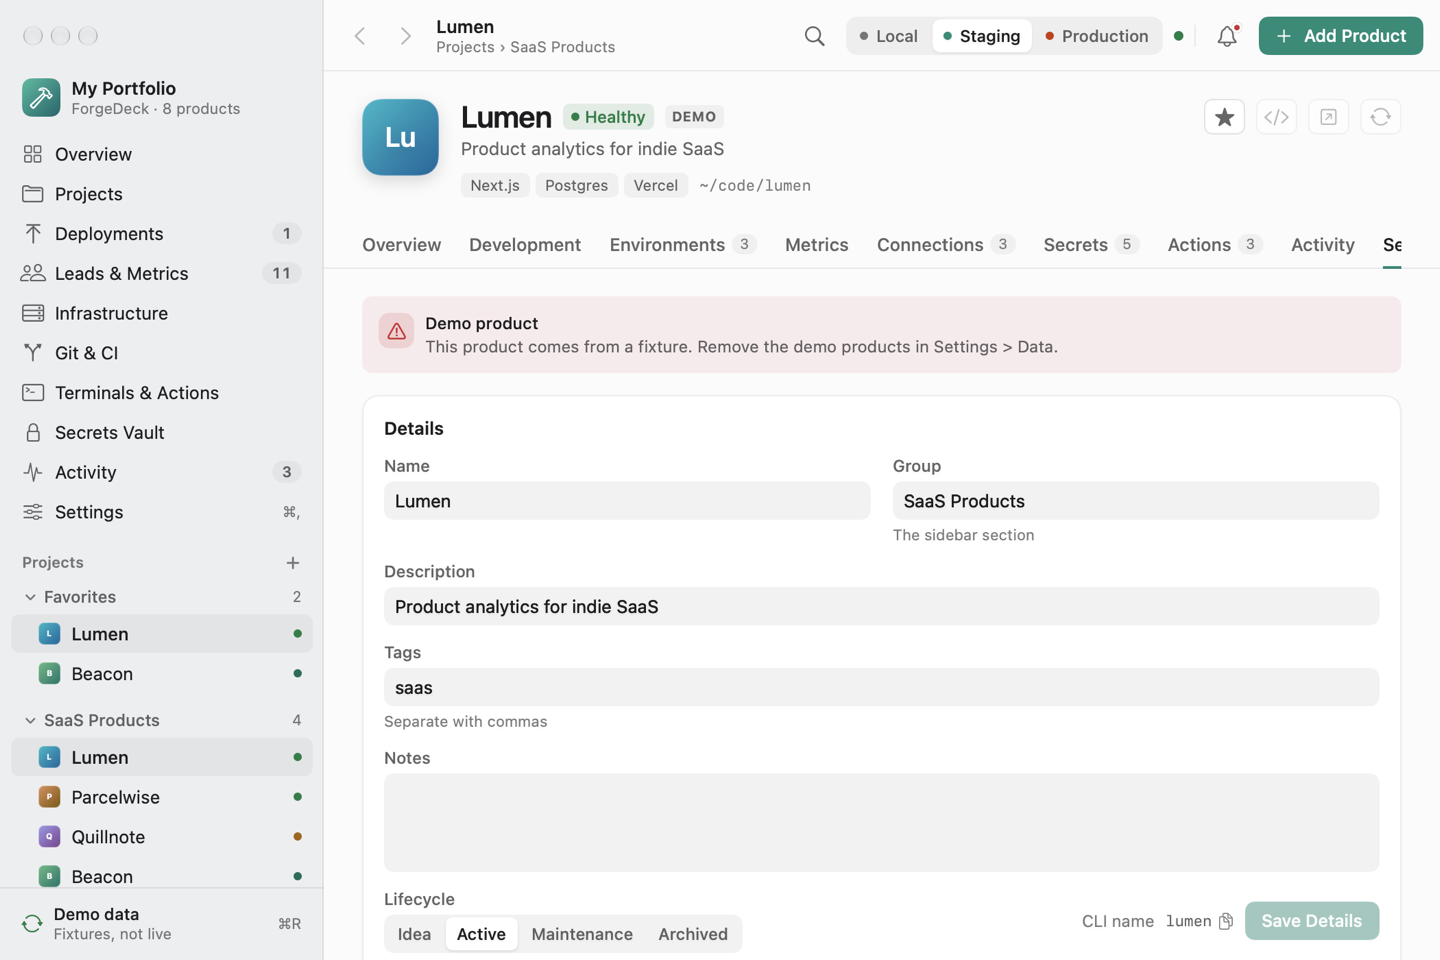 My Portfolio
ForgeDeck · 8 products
Overview
Projects
Deployments 1
Leads & Metrics 11
Infrastructure
Git & CI
Terminals & Actions
Secrets Vault
Activity 3
Settings ⌘,
Projects
Favorites 2
L Lumen
B Beacon
SaaS Products 4
L Lumen
P Parcelwise
Q Quillnote
B Beacon
Demo data ⌘R
Fixtures, not live
Lumen
Projects › SaaS Products
Local Staging Production
Add Product
Lu
Lumen Healthy DEMO
Product analytics for indie SaaS
Next.js Postgres Vercel ~/code/lumen
Overview Development Environments 3 Metrics Connections 3 Secrets 5 Actions 3 Activity Se
Demo product
This product comes from a fixture. Remove the demo products in Settings > Data.
Details
Name
Lumen
Group
SaaS Products
The sidebar section
Description
Product analytics for indie SaaS
Tags
saas
Separate with commas
Notes
Lifecycle
Idea Active Maintenance Archived
CLI name lumen Save Details